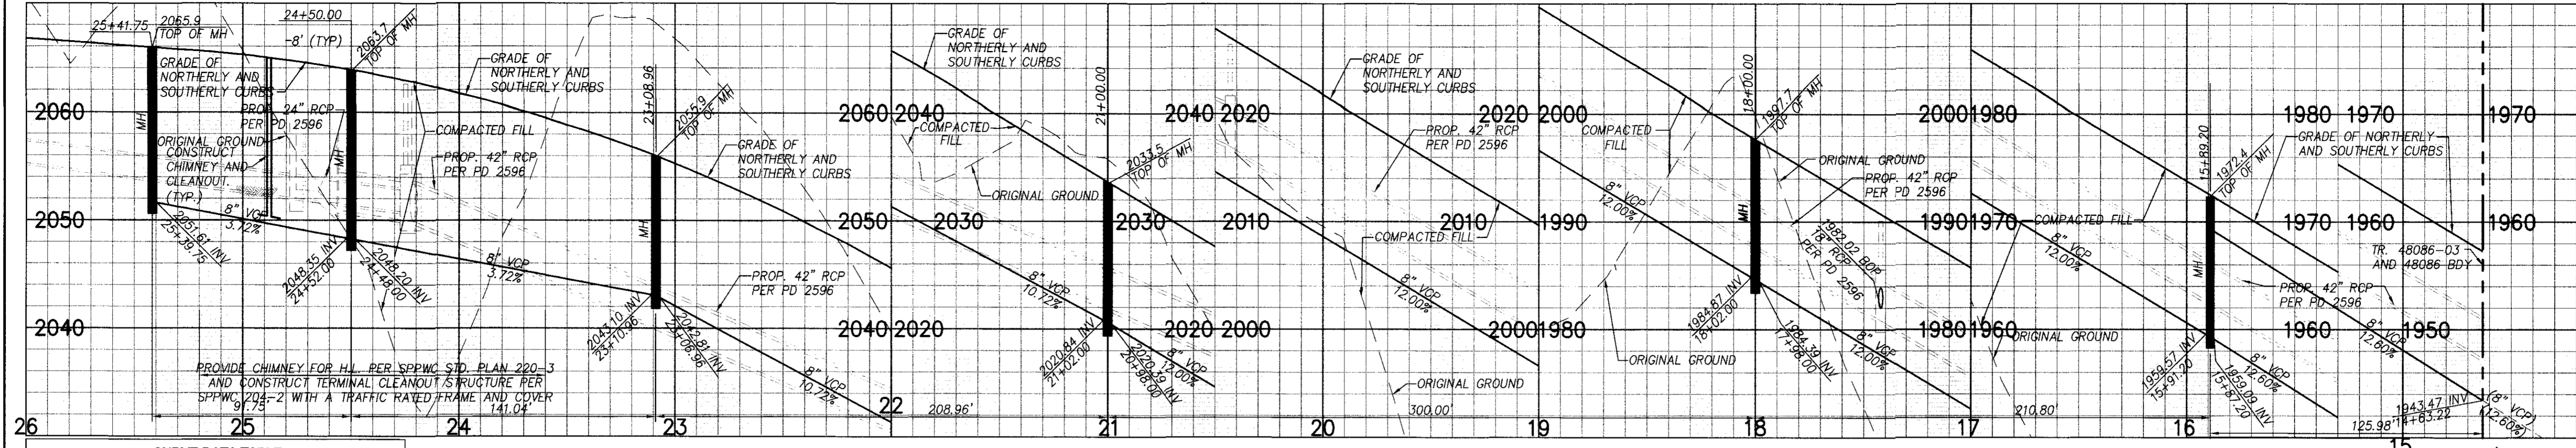 25+41.75
2065.9
TOP OF MH
24+50.00
-8' (TYP)
2063.7
TOP OF MH
GRADE OF
NORTHERLY AND
SOUTHERLY CURBS
PROP. 24" RCP
PER PD 2596
ORIGINAL GROUND
CONSTRUCT
CHIMNEY AND
CLEANOUT.
(TYP.)
MH
MH
8" VCP
3.72%
2051.61 INV
25+39.75
2048.35 INV
24+52.00
2048.20 INV
24+48.00
GRADE OF
NORTHERLY AND
SOUTHERLY CURBS
COMPACTED FILL
PROP. 42" RCP
PER PD 2596
8" VCP
3.72%
2060
2050
2040
PROVIDE CHIMNEY FOR H.L. PER SPPWC STD. PLAN 220-3
AND CONSTRUCT TERMINAL CLEANOUT STRUCTURE PER
SPPWC 204-2 WITH A TRAFFIC RATED FRAME AND COVER
91.75'
141.04'
23+08.96
2055.9
TOP OF MH
MH
GRADE OF
NORTHERLY AND
SOUTHERLY CURBS
2043.10 INV
23+10.96
2042.81 INV
23+06.96
PROP. 42" RCP
PER PD 2596
8" VCP
10.72%
2060 2040
2050 2030
2040 2020
22
208.96'
GRADE OF
NORTHERLY AND
SOUTHERLY CURBS
COMPACTED
FILL
ORIGINAL GROUND
21+00.00
2033.5
TOP OF MH
8" VCP
10.72%
2020.84 INV
21+02.00
2020.39 INV
20+98.00
8" VCP
12.00%
2040 2020
2030 2010
2020 2000
GRADE OF
NORTHERLY AND
SOUTHERLY CURBS
PROP. 42" RCP
PER PD 2596
COMPACTED FILL
8" VCP
12.00%
ORIGINAL GROUND
300.00'
2020 2000
2010 1990
2000 1980
COMPACTED
FILL
8" VCP
12.00%
ORIGINAL GROUND
18+00.00
1997.7
TOP OF MH
MH
ORIGINAL GROUND
PROP. 42" RCP
PER PD 2596
1982.02 BOP
18" RCP
PER PD 2596
1984.87 INV
18+02.00
1984.39 INV
17+98.00
8" VCP
12.00%
2000 1980
1990 1970
1980 1960
COMPACTED FILL
8" VCP
12.00%
ORIGINAL GROUND
210.80'
15+89.20
1972.4
TOP OF MH
MH
1959.57 INV
15+91.20
1959.09 INV
15+87.20
8" VCP
12.60%
1980 1970
1970 1960
1960 1950
GRADE OF NORTHERLY
AND SOUTHERLY CURBS
TR. 48086-03
AND 48086 BDY
PROP. 42" RCP
PER PD 2596
8" VCP
12.60%
1970
1960
1943.47 INV
14+63.22
(8" VCP)
(12.60%)
125.98'
26 25 24 23 21 20 19 18 17 16